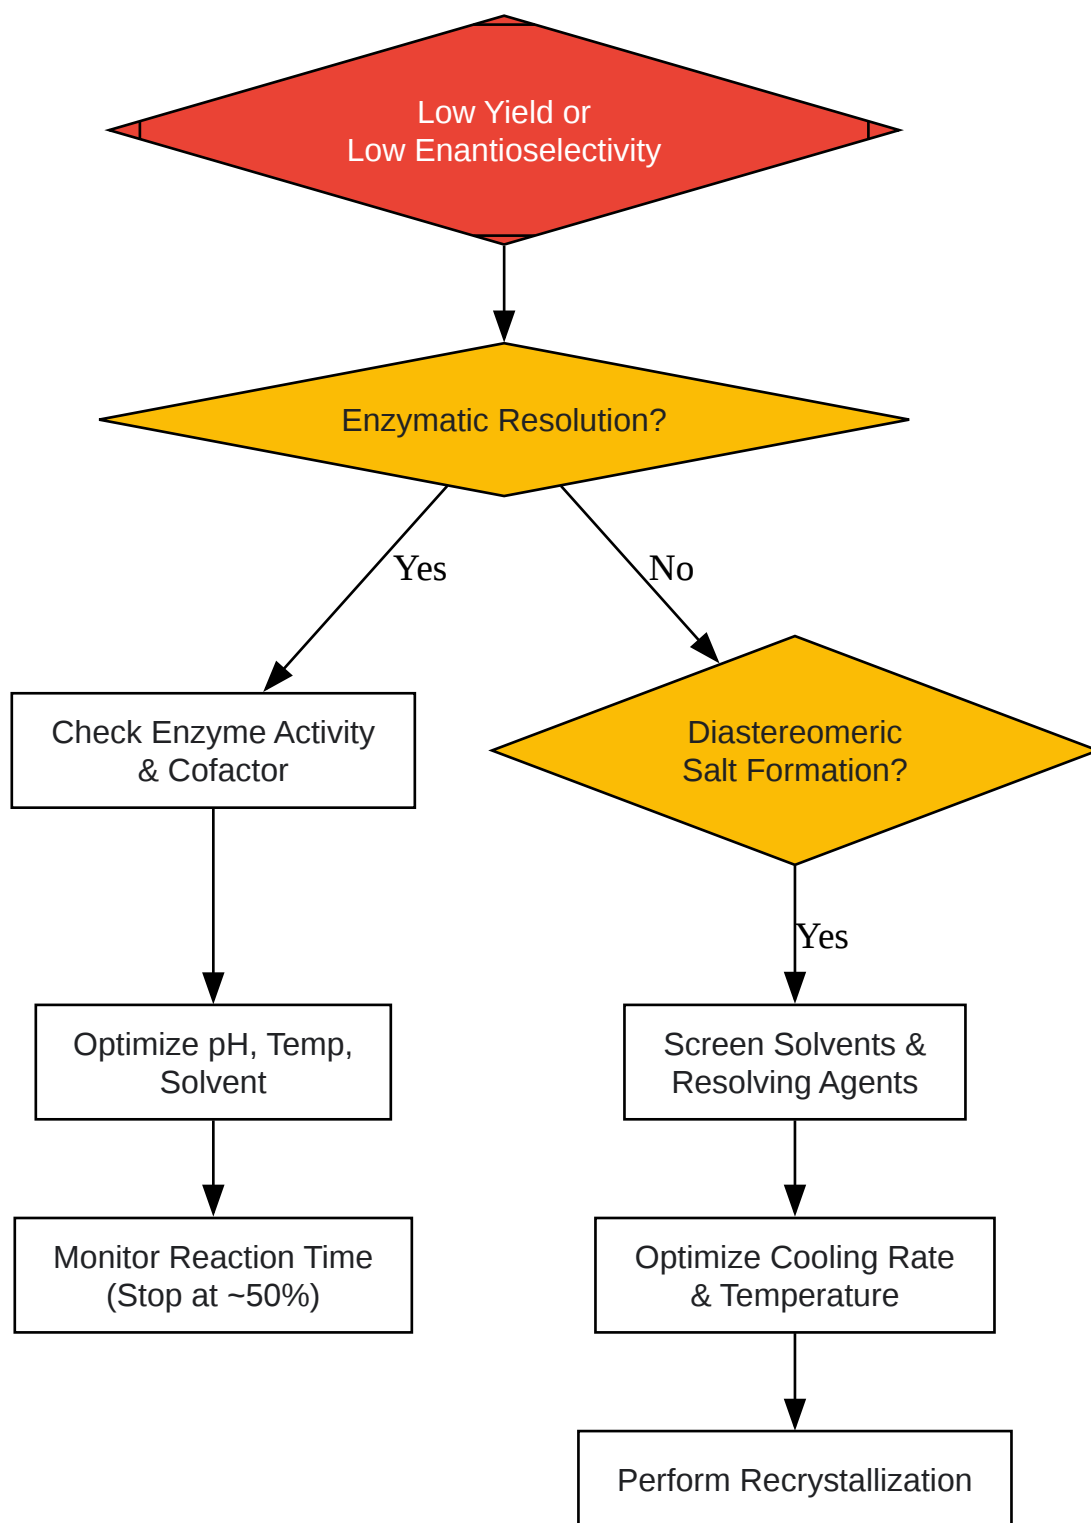 Low Yield or
Low Enantioselectivity
Enzymatic Resolution?
Yes
No
Check Enzyme Activity
& Cofactor
Diastereomeric
Salt Formation?
Yes
Optimize pH, Temp,
Solvent
Screen Solvents &
Resolving Agents
Monitor Reaction Time
(Stop at ~50%)
Optimize Cooling Rate
& Temperature
Perform Recrystallization